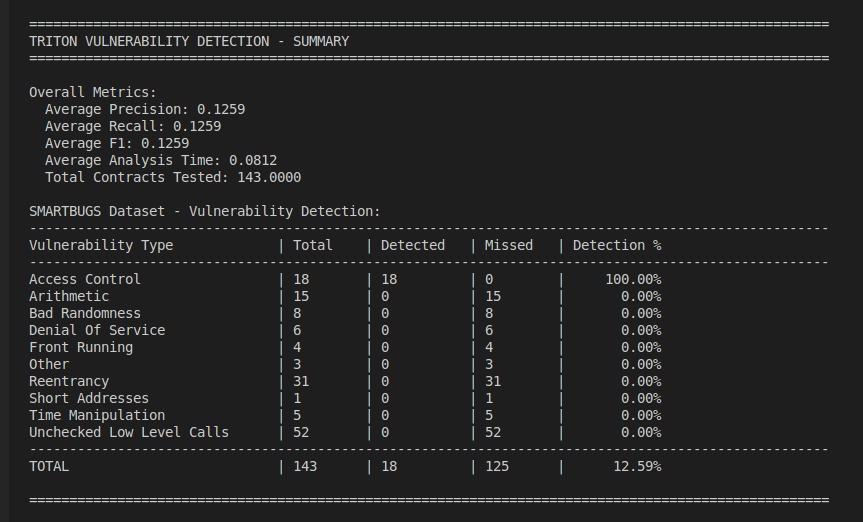 ====================================================================================================
TRITON VULNERABILITY DETECTION - SUMMARY
====================================================================================================
Overall Metrics:
  Average Precision: 0.1259
  Average Recall: 0.1259
  Average F1: 0.1259
  Average Analysis Time: 0.0812
  Total Contracts Tested: 143.0000
SMARTBUGS Dataset - Vulnerability Detection:
----------------------------------------------------------------------------------------------------
Vulnerability Type             | Total    | Detected   | Missed   | Detection %
----------------------------------------------------------------------------------------------------
Access Control                 | 18       | 18         | 0        |     100.00%
Arithmetic                     | 15       | 0          | 15       |       0.00%
Bad Randomness                 | 8        | 0          | 8        |       0.00%
Denial Of Service              | 6        | 0          | 6        |       0.00%
Front Running                  | 4        | 0          | 4        |       0.00%
Other                          | 3        | 0          | 3        |       0.00%
Reentrancy                     | 31       | 0          | 31       |       0.00%
Short Addresses                | 1        | 0          | 1        |       0.00%
Time Manipulation              | 5        | 0          | 5        |       0.00%
Unchecked Low Level Calls      | 52       | 0          | 52       |       0.00%
----------------------------------------------------------------------------------------------------
TOTAL                          | 143      | 18         | 125      |      12.59%
====================================================================================================